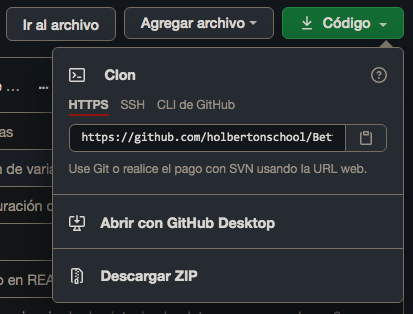 Ir al archivo
Agregar archivo
Código
Clon
HTTPS SSH CLI de GitHub
https://github.com/holbertonschool/Bet
Use Git o realice el pago con SVN usando la URL web.
Abrir con GitHub Desktop
Descargar ZIP
o ...
as
n de varia
uración d
o en REA